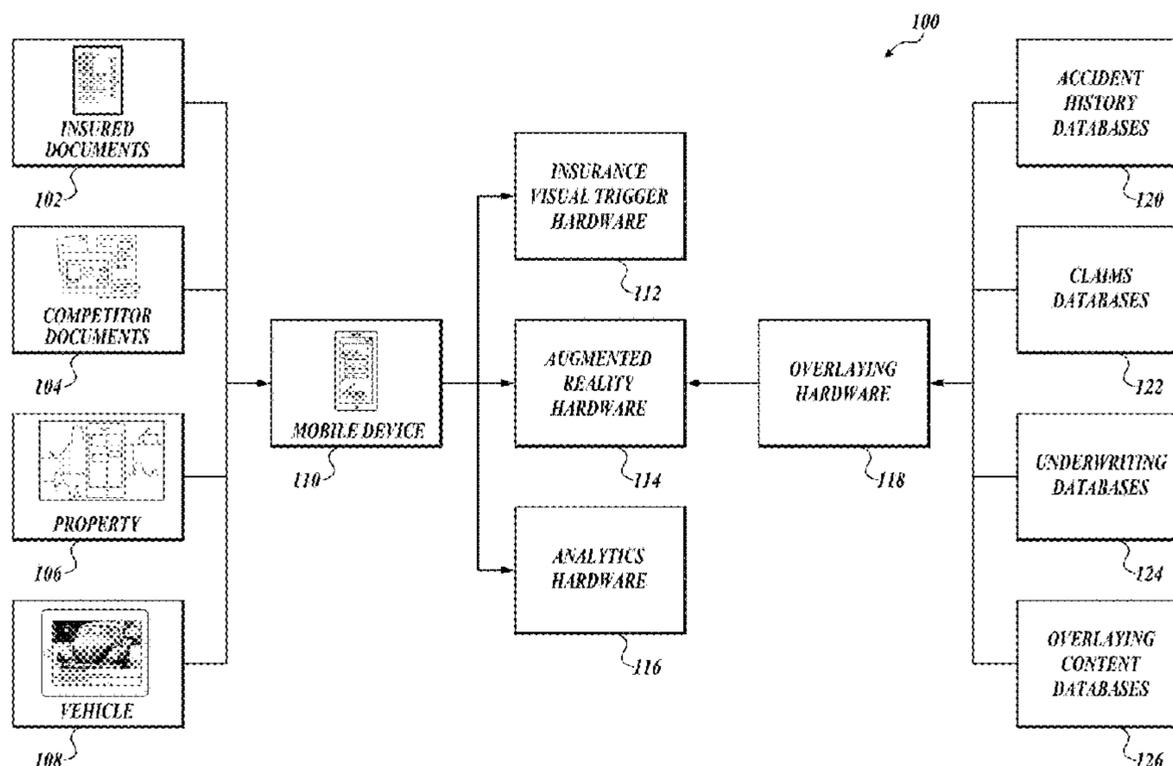 100
INSURED
DOCUMENTS
102
COMPETITOR
DOCUMENTS
104
PROPERTY
106
VEHICLE
108
MOBILE DEVICE
110
INSURANCE
VISUAL TRIGGER
HARDWARE
112
AUGMENTED
REALITY
HARDWARE
114
ANALYTICS
HARDWARE
116
OVERLAYING
HARDWARE
118
ACCIDENT
HISTORY
DATABASES
120
CLAIMS
DATABASES
122
UNDERWRITING
DATABASES
124
OVERLAYING
CONTENT
DATABASES
126